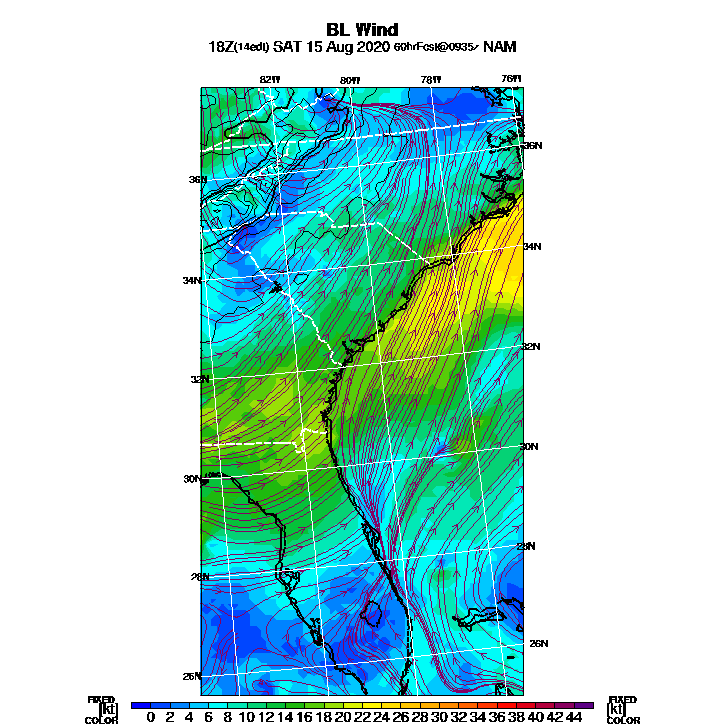 BL Wind
18Z(14edt) SAT 15 Aug 2020 60hrFcst@0935z NAM
82W 80W 78W 76W
36N
36N
34N
34N
32N
32N
30N
30N
28N
28N
26N
26N
FIXED FIXED
[kt] 0 2 4 6 8 10 12 14 16 18 20 22 24 26 28 30 32 34 36 38 40 42 44 [kt]
COLOR COLOR